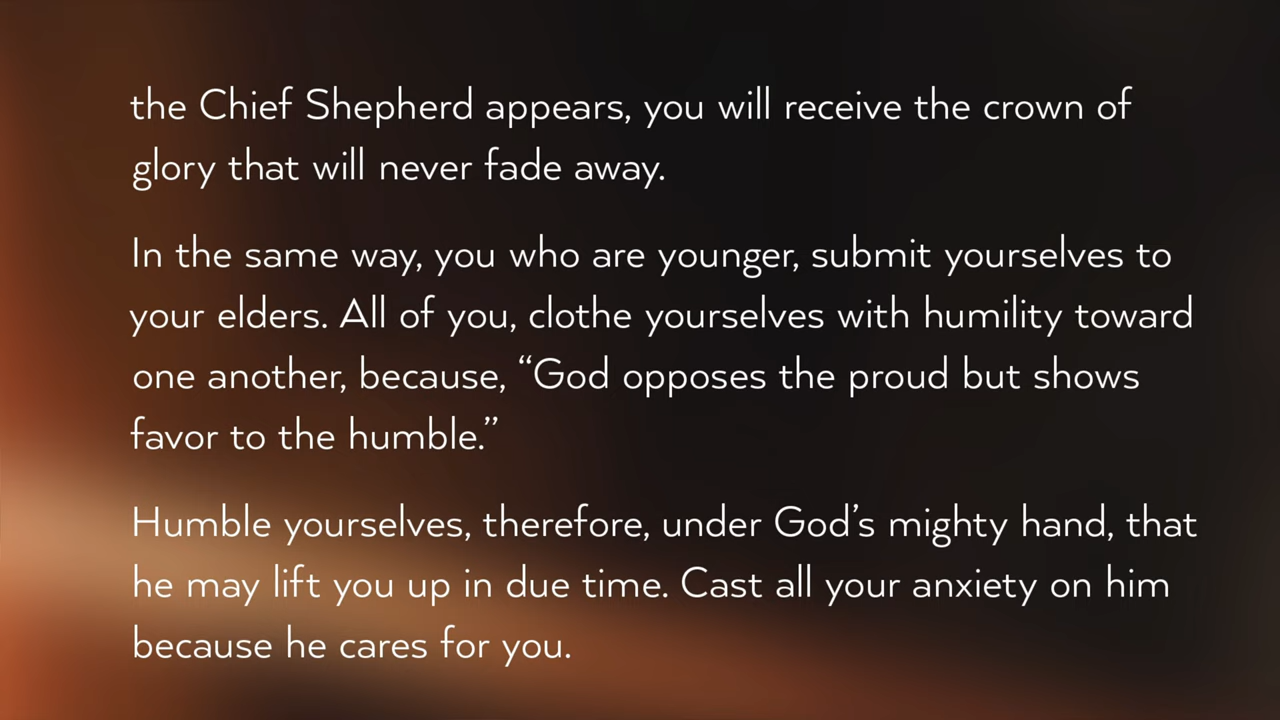 the Chief Shepherd appears, you will receive the crown of
glory that will never fade away.
In the same way, you who are younger, submit yourselves to
your elders. All of you, clothe yourselves with humility toward
one another, because, “God opposes the proud but shows
favor to the humble.”
Humble yourselves, therefore, under God’s mighty hand, that
he may lift you up in due time. Cast all your anxiety on him
because he cares for you.